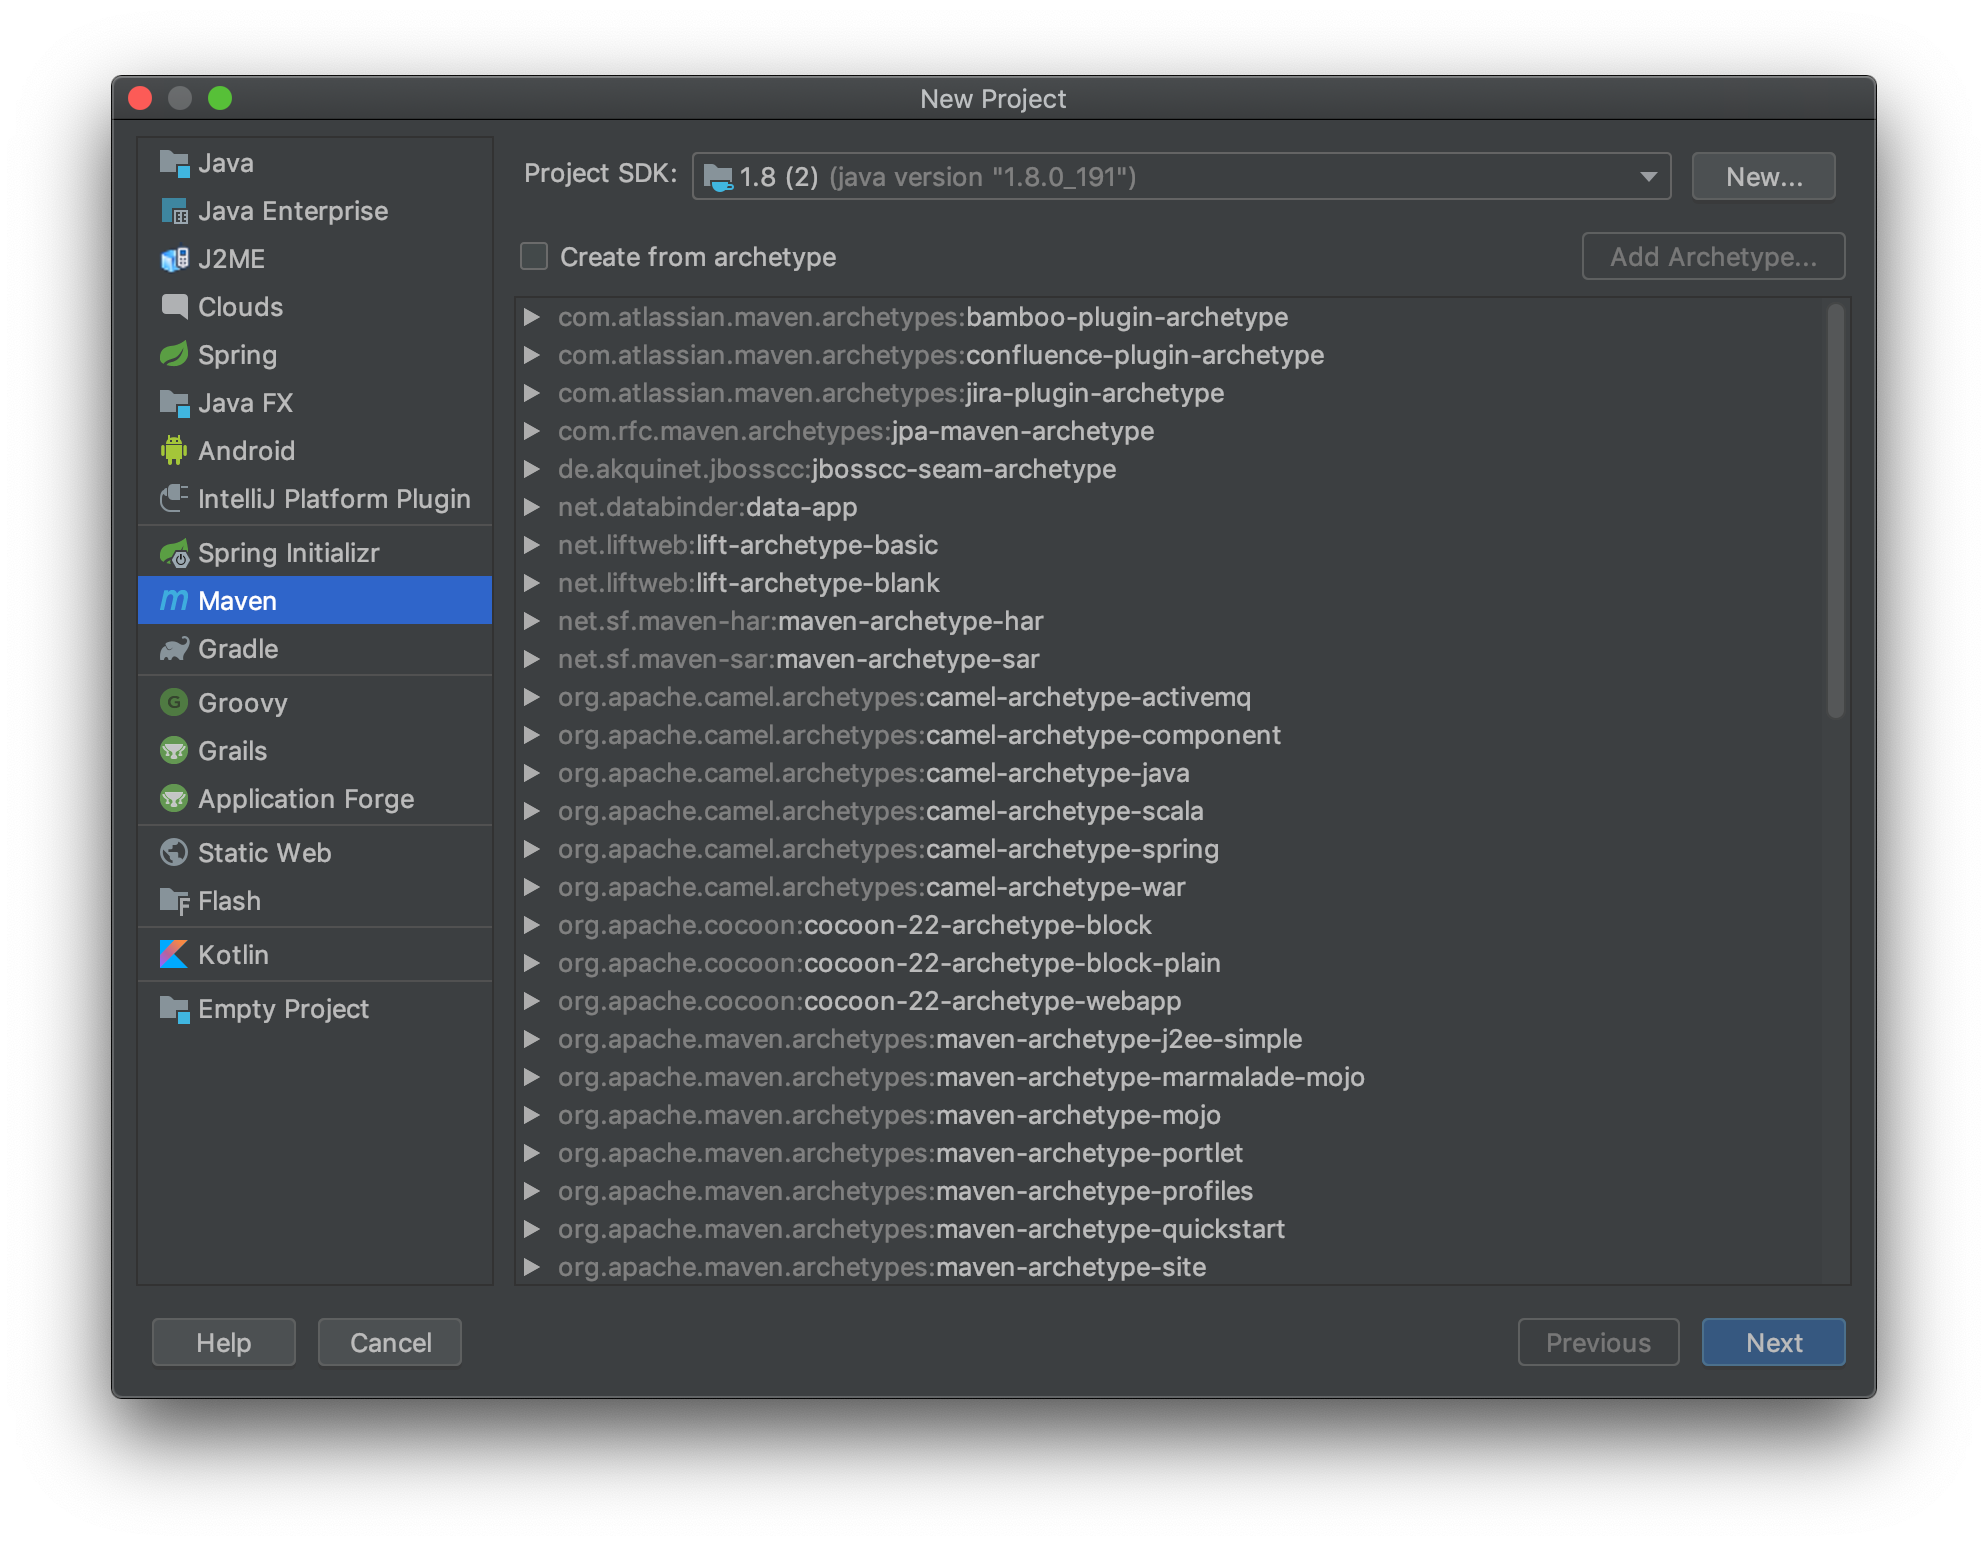 New Project
Java
Java Enterprise
J2ME
Clouds
Spring
Java FX
Android
IntelliJ Platform Plugin
Spring Initializr
Maven
Gradle
Groovy
Grails
Application Forge
Static Web
Flash
Kotlin
Empty Project
Project SDK: 1.8 (2) (java version "1.8.0_191") New...
Create from archetype Add Archetype...
com.atlassian.maven.archetypes:bamboo-plugin-archetype
com.atlassian.maven.archetypes:confluence-plugin-archetype
com.atlassian.maven.archetypes:jira-plugin-archetype
com.rfc.maven.archetypes:jpa-maven-archetype
de.akquinet.jbosscc:jbosscc-seam-archetype
net.databinder:data-app
net.liftweb:lift-archetype-basic
net.liftweb:lift-archetype-blank
net.sf.maven-har:maven-archetype-har
net.sf.maven-sar:maven-archetype-sar
org.apache.camel.archetypes:camel-archetype-activemq
org.apache.camel.archetypes:camel-archetype-component
org.apache.camel.archetypes:camel-archetype-java
org.apache.camel.archetypes:camel-archetype-scala
org.apache.camel.archetypes:camel-archetype-spring
org.apache.camel.archetypes:camel-archetype-war
org.apache.cocoon:cocoon-22-archetype-block
org.apache.cocoon:cocoon-22-archetype-block-plain
org.apache.cocoon:cocoon-22-archetype-webapp
org.apache.maven.archetypes:maven-archetype-j2ee-simple
org.apache.maven.archetypes:maven-archetype-marmalade-mojo
org.apache.maven.archetypes:maven-archetype-mojo
org.apache.maven.archetypes:maven-archetype-portlet
org.apache.maven.archetypes:maven-archetype-profiles
org.apache.maven.archetypes:maven-archetype-quickstart
org.apache.maven.archetypes:maven-archetype-site
Help Cancel Previous Next